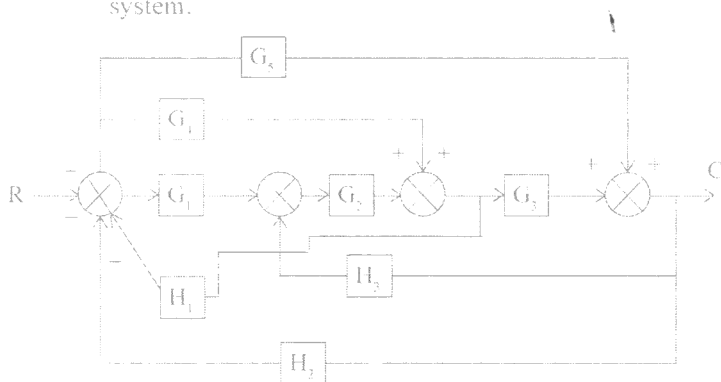 system.
G₅
G₄
+ +
+ +
C
R
G₁
G₂
G₃
−
−
−
H₁
H₃
H₂